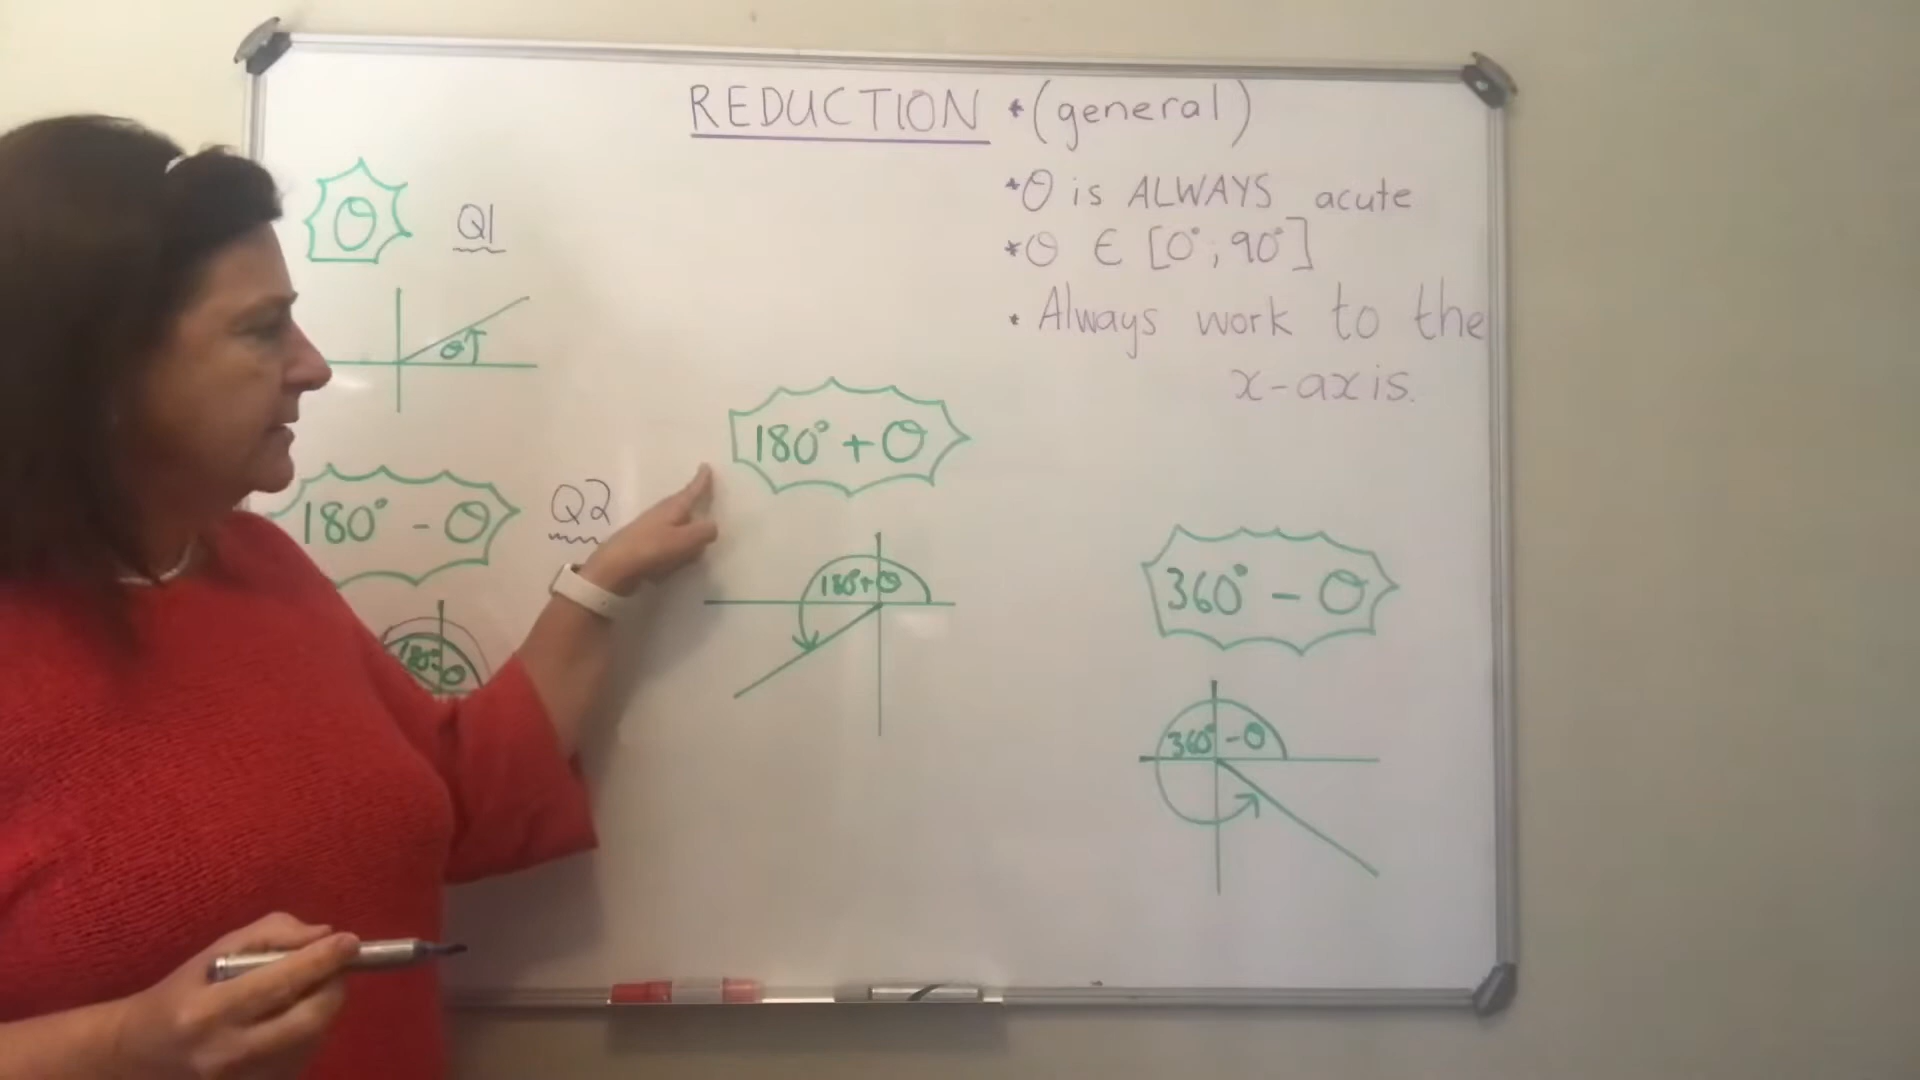 REDUCTION * (general)
* θ is ALWAYS acute
* θ ∈ [0°; 90°]
• Always work to the
x-axis.
θ Q1
θ
180° - θ Q2
180° - θ
180° + θ
180° + θ
360° - θ
360° - θ